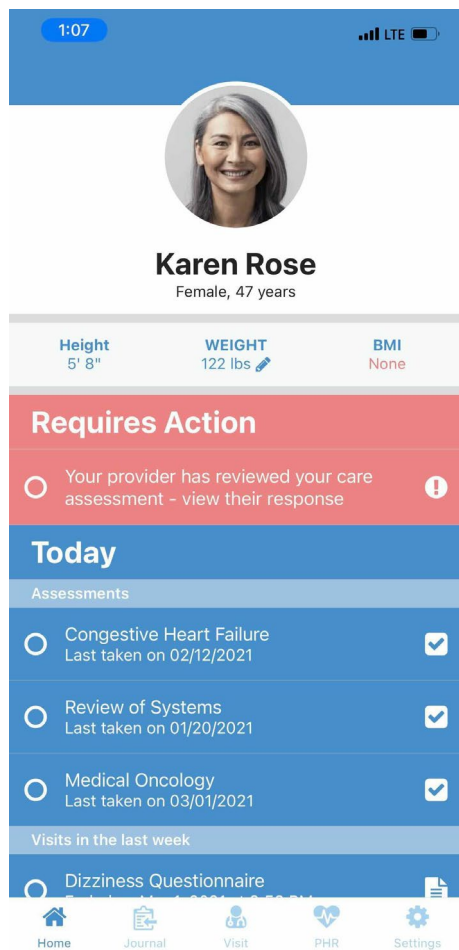 1:07
LTE
Karen Rose
Female, 47 years
Height WEIGHT BMI
5' 8" 122 lbs None
Requires Action
Your provider has reviewed your care
assessment - view their response
Today
Assessments
Congestive Heart Failure
Last taken on 02/12/2021
Review of Systems
Last taken on 01/20/2021
Medical Oncology
Last taken on 03/01/2021
Visits in the last week
Dizziness Questionnaire
Home Journal Visit PHR Settings